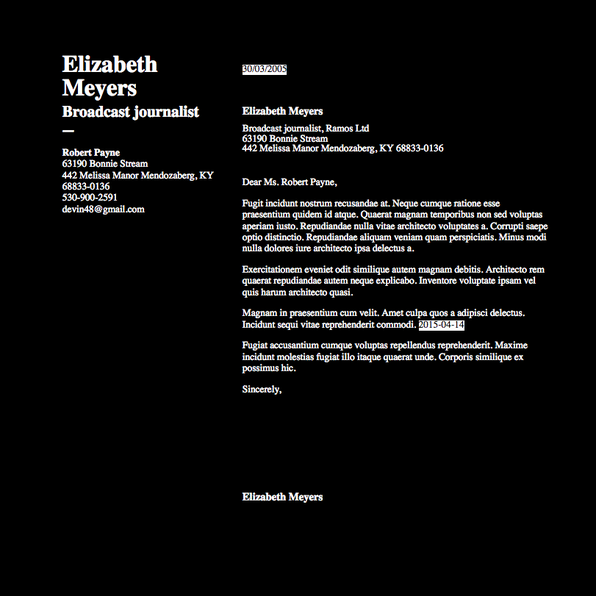 Elizabeth
Meyers
Broadcast journalist
—
Robert Payne
63190 Bonnie Stream
442 Melissa Manor Mendozaberg, KY
68833-0136
530-900-2591
devin48@gmail.com
30/03/2005
Elizabeth Meyers
Broadcast journalist, Ramos Ltd
63190 Bonnie Stream
442 Melissa Manor Mendozaberg, KY 68833-0136
Dear Ms. Robert Payne,
Fugit incidunt nostrum recusandae at. Neque cumque ratione esse
praesentium quidem id atque. Quaerat magnam temporibus non sed voluptas
aperiam iusto. Repudiandae nulla vitae architecto voluptates a. Corrupti saepe
optio distinctio. Repudiandae aliquam veniam quam perspiciatis. Minus modi
nulla dolores iure architecto ipsa delectus a.
Exercitationem eveniet odit similique autem magnam debitis. Architecto rem
quaerat repudiandae autem neque explicabo. Inventore voluptate ipsam vel
quis harum architecto quasi.
Magnam in praesentium cum velit. Amet culpa quos a adipisci delectus.
Incidunt sequi vitae reprehenderit commodi. 2015-04-14
Fugiat accusantium cumque voluptas repellendus reprehenderit. Maxime
incidunt molestias fugiat illo itaque quaerat unde. Corporis similique ex
possimus hic.
Sincerely,
Elizabeth Meyers